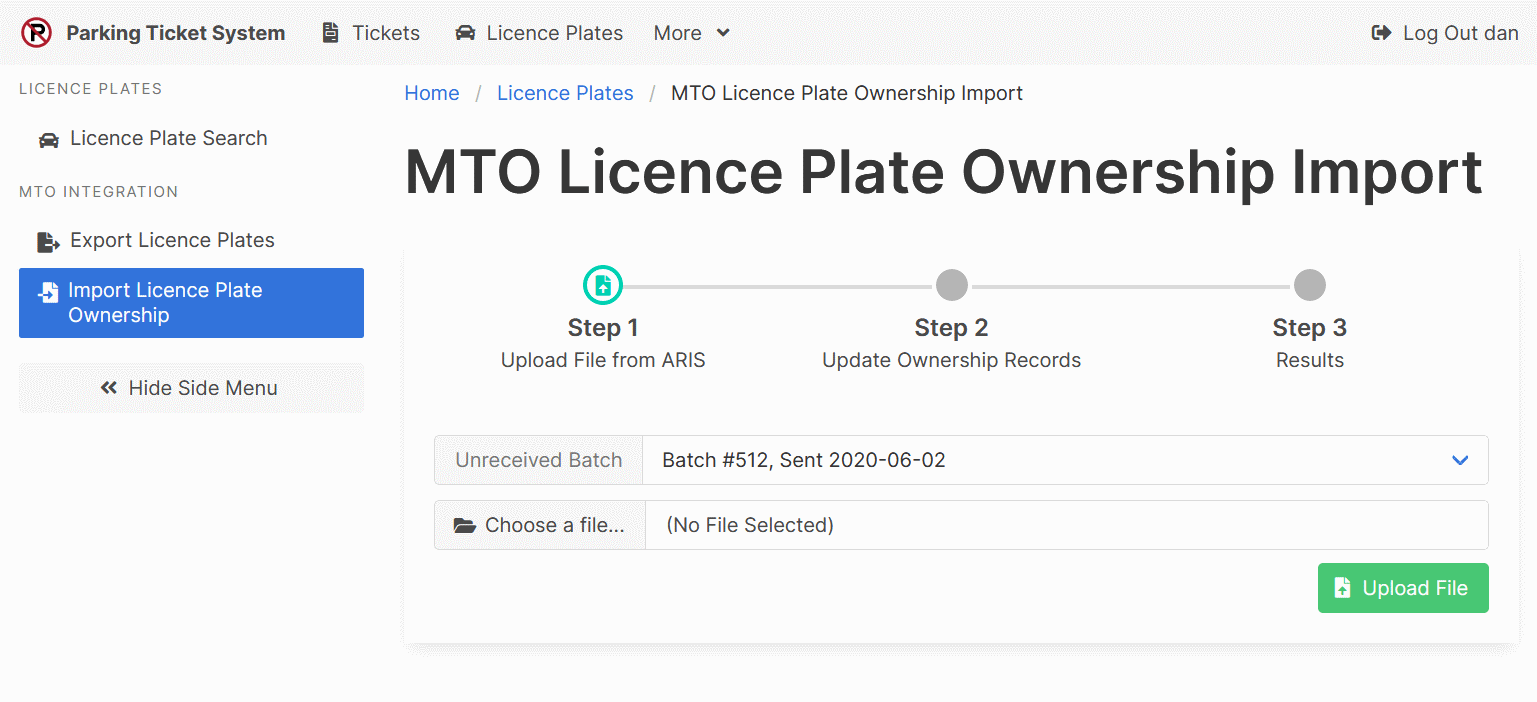 Parking Ticket System Tickets Licence Plates More Log Out dan
LICENCE PLATES
Licence Plate Search
MTO INTEGRATION
Export Licence Plates
Import Licence Plate
Ownership
Hide Side Menu
Home / Licence Plates / MTO Licence Plate Ownership Import
MTO Licence Plate Ownership Import
Step 1
Upload File from ARIS
Step 2
Update Ownership Records
Step 3
Results
Unreceived Batch Batch #512, Sent 2020-06-02
Choose a file... (No File Selected)
Upload File